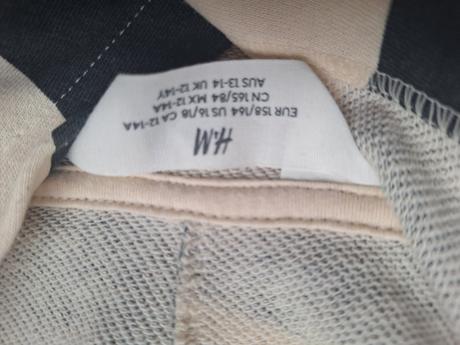 H&M
EUR 158/164 US 16/18 CA 12-14A
CN 165/84 MX 12-14A
AUS 13-14 UK 12-14Y